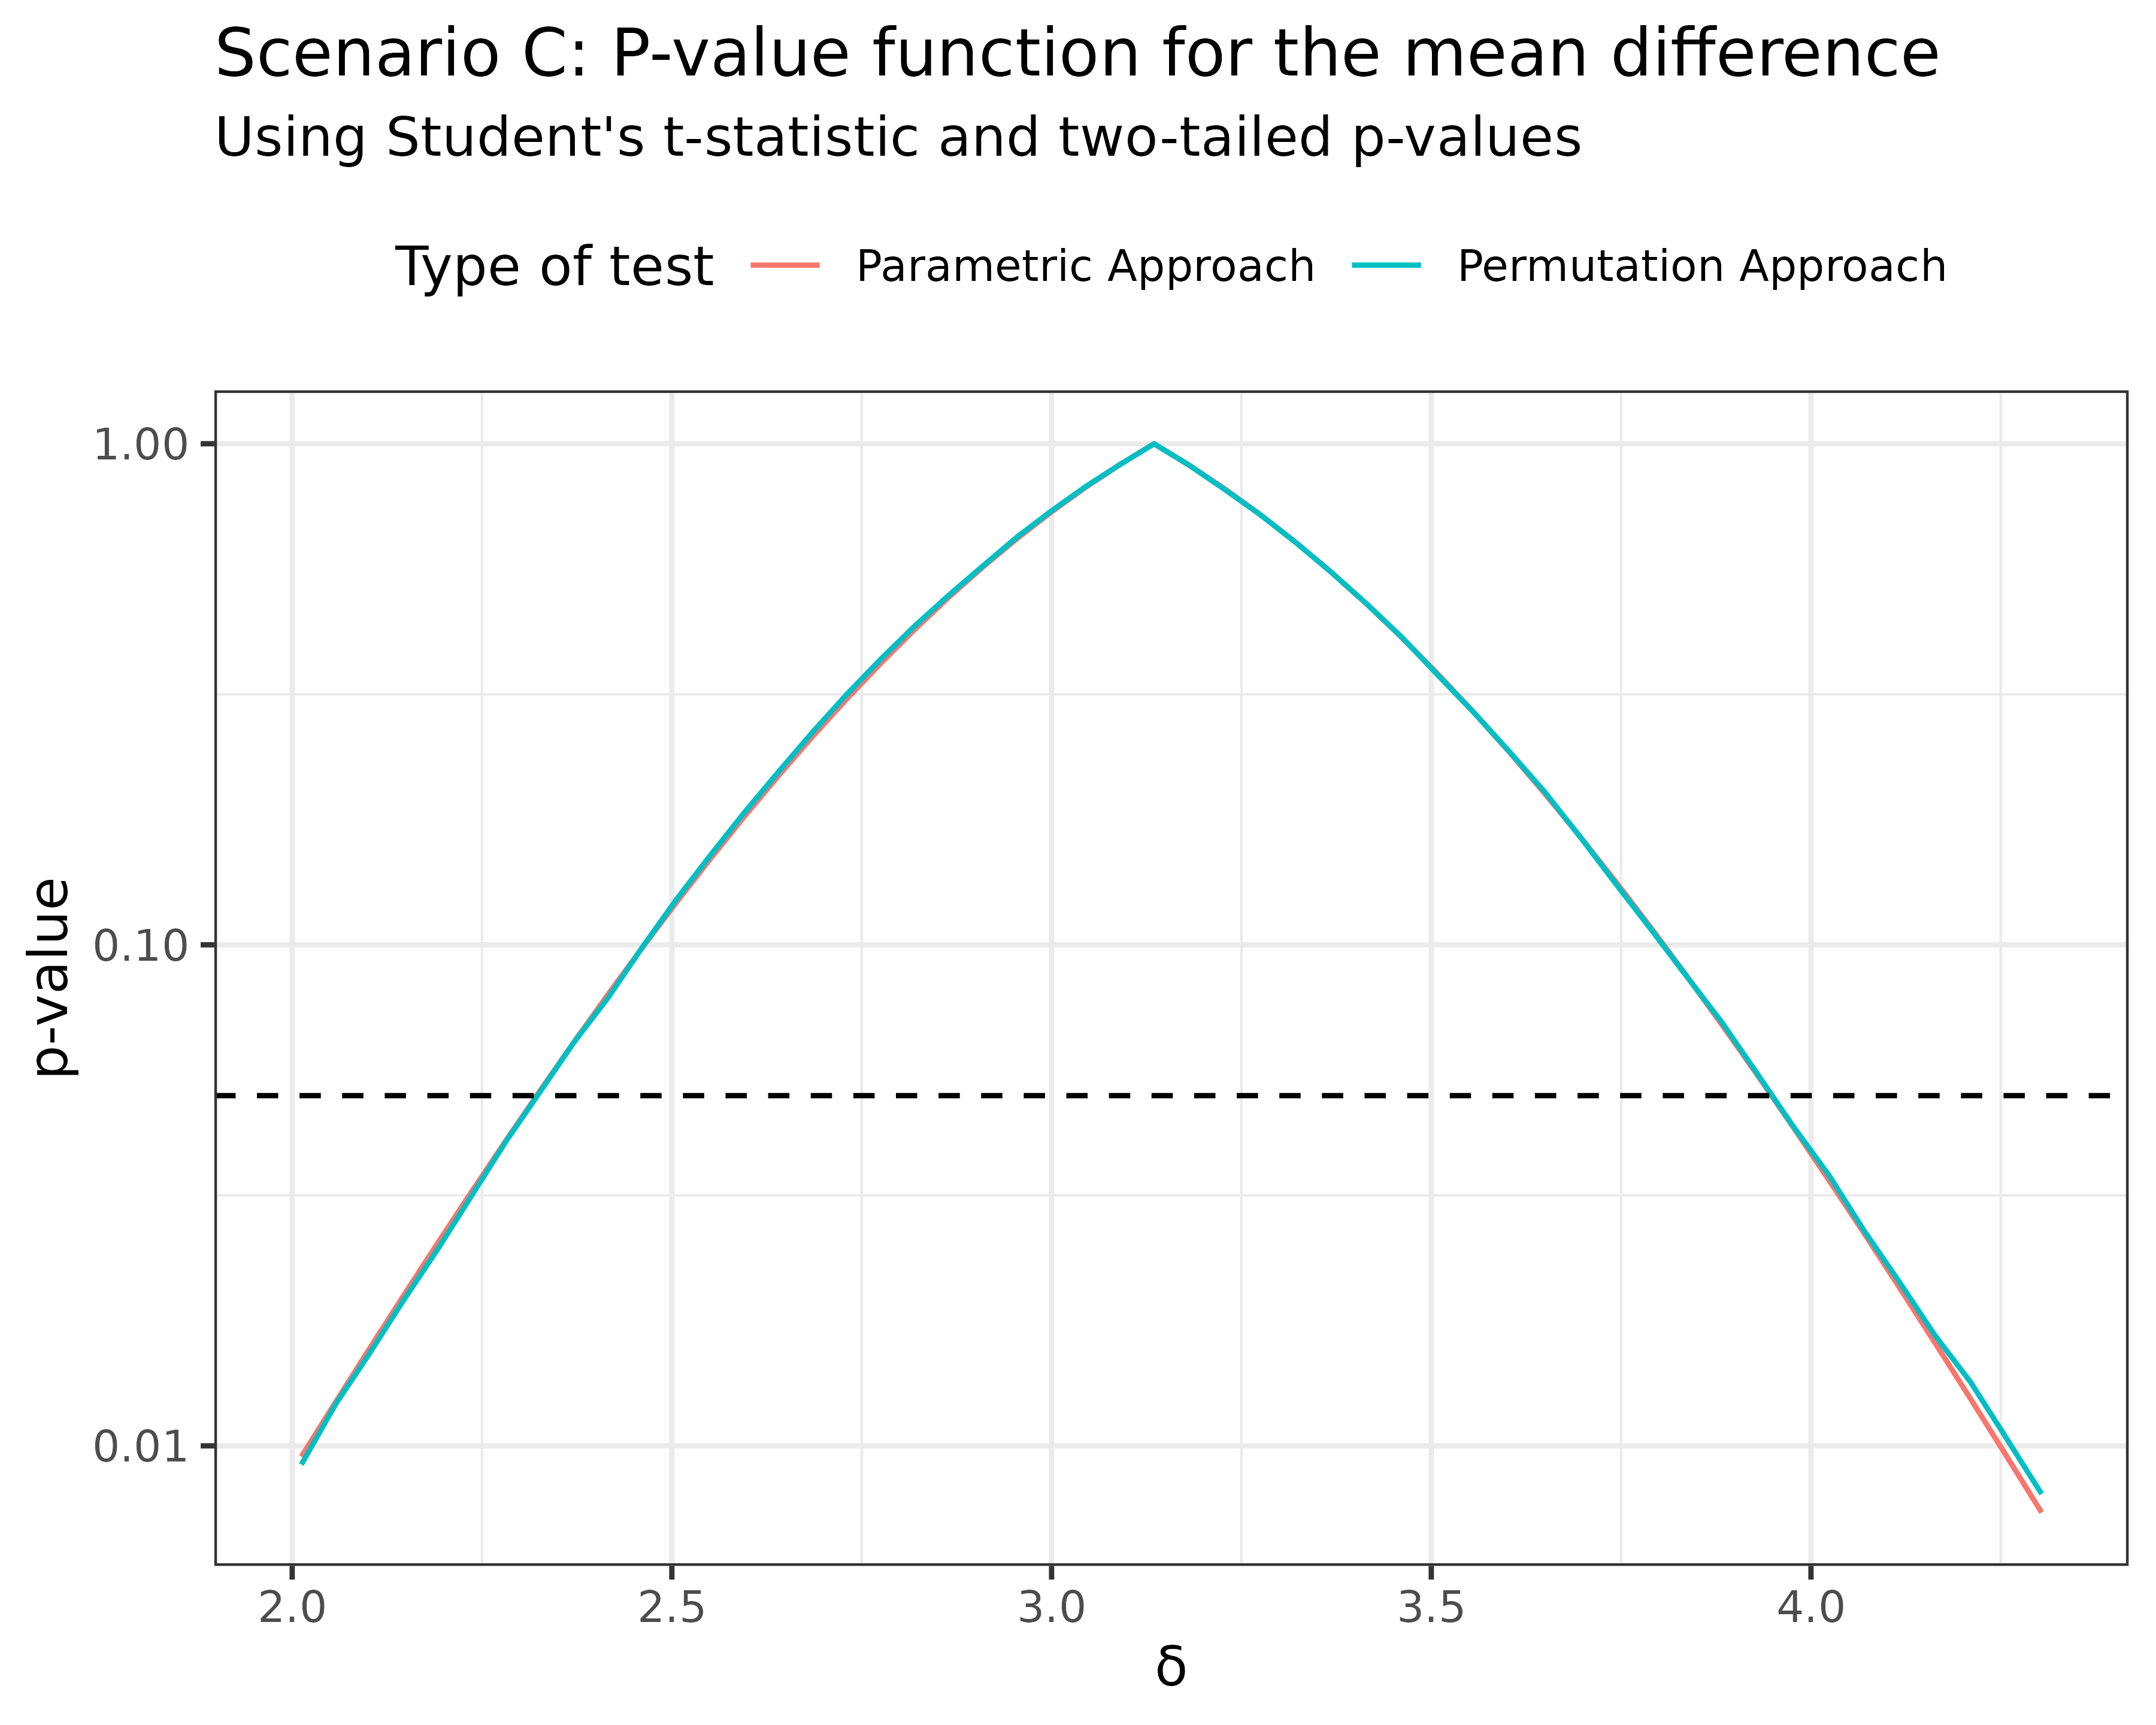 Scenario C: P-value function for the mean difference
Using Student's t-statistic and two-tailed p-values
Type of test Parametric Approach Permutation Approach
p-value
1.00
0.10
0.01
2.0 2.5 3.0 3.5 4.0
δ